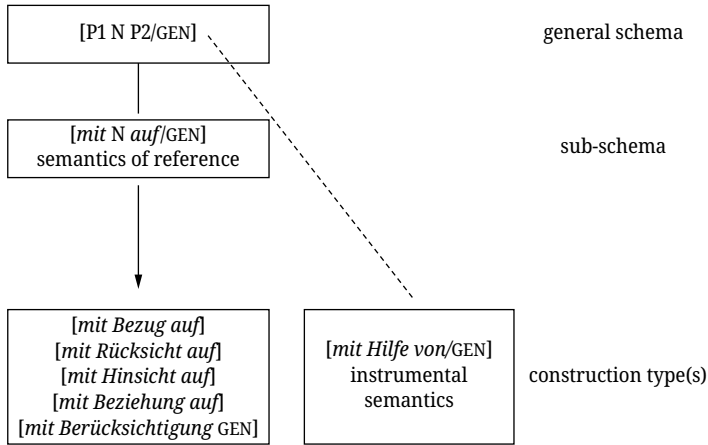 [P1 N P2/GEN]
general schema
[mit N auf/GEN]
semantics of reference
sub-schema
[mit Bezug auf]
[mit Rücksicht auf]
[mit Hinsicht auf]
[mit Beziehung auf]
[mit Berücksichtigung GEN]
[mit Hilfe von/GEN]
instrumental
semantics
construction type(s)